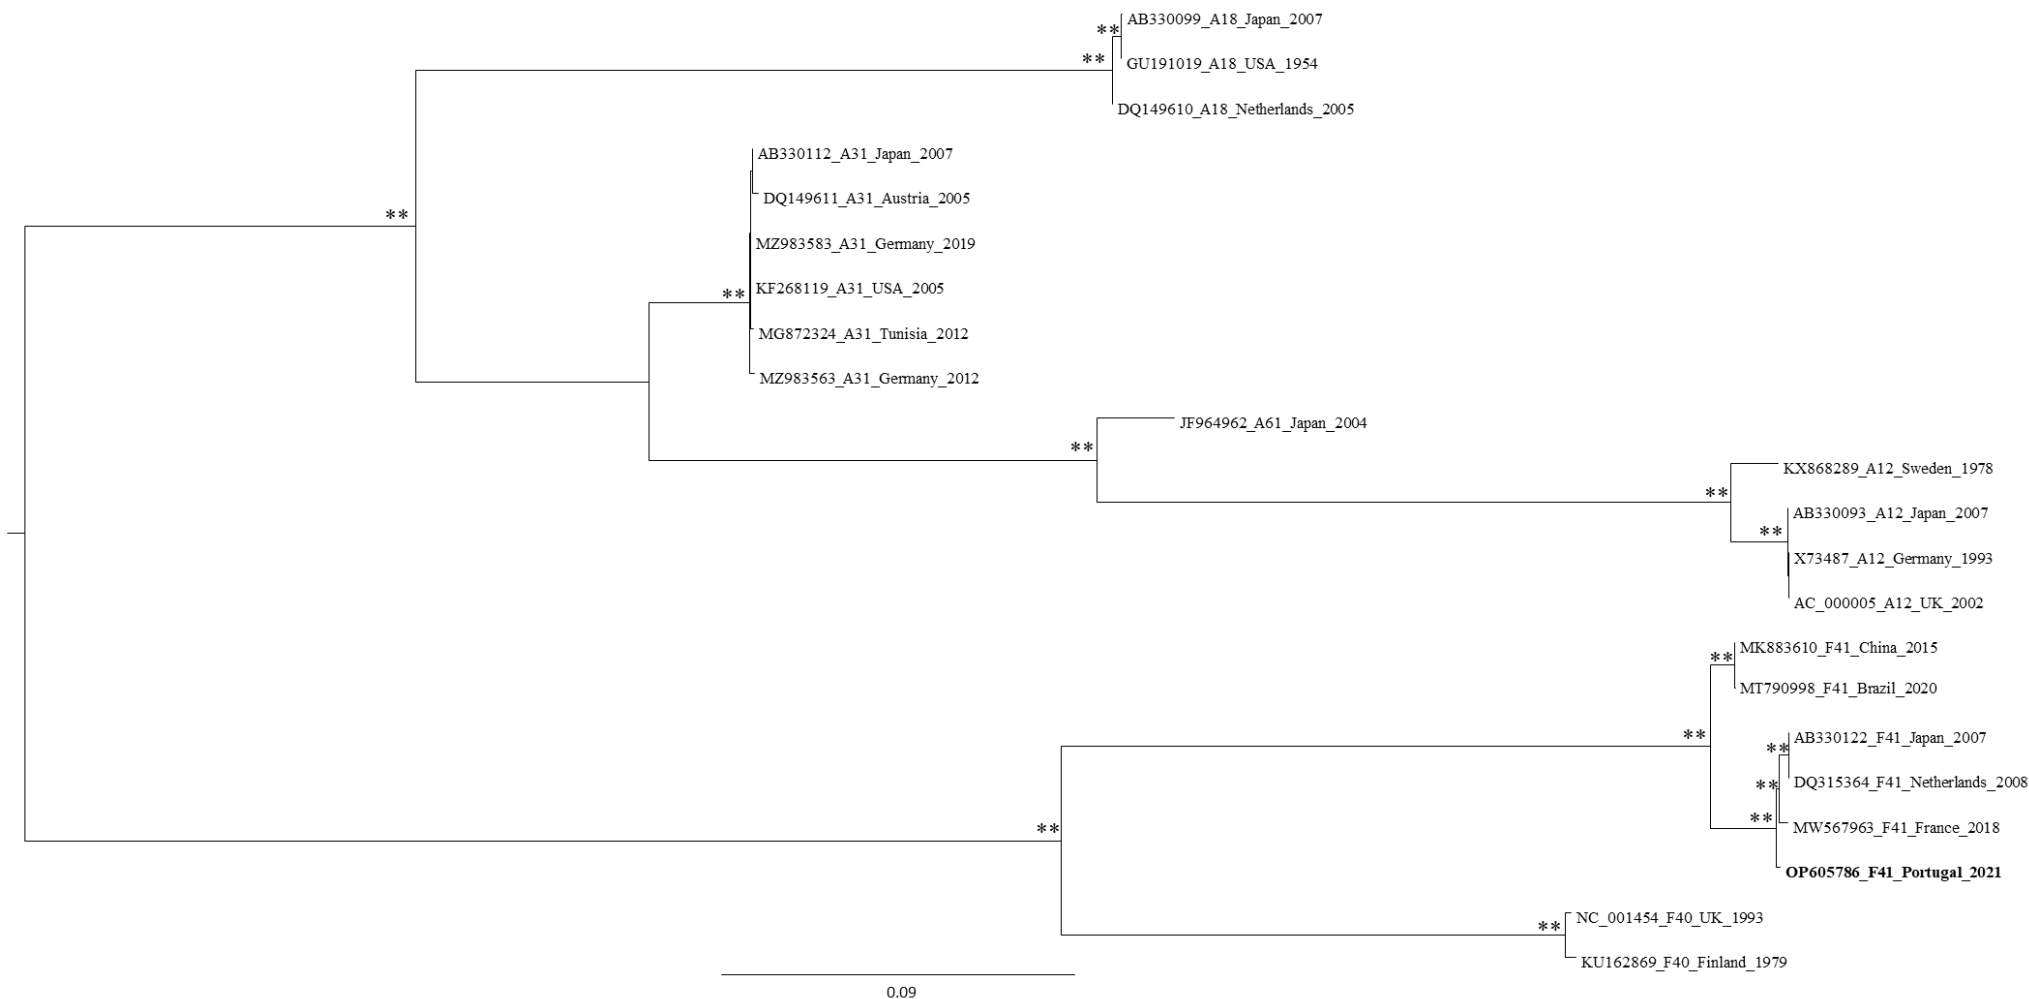 AB330099_A18_Japan_2007
**
**
GU191019_A18_USA_1954
DQ149610_A18_Netherlands_2005
AB330112_A31_Japan_2007
DQ149611_A31_Austria_2005
**
MZ983583_A31_Germany_2019
KF268119_A31_USA_2005
**
MG872324_A31_Tunisia_2012
MZ983563_A31_Germany_2012
JF964962_A61_Japan_2004
**
KX868289_A12_Sweden_1978
**
AB330093_A12_Japan_2007
**
X73487_A12_Germany_1993
AC_000005_A12_UK_2002
MK883610_F41_China_2015
**
MT790998_F41_Brazil_2020
**
AB330122_F41_Japan_2007
**
DQ315364_F41_Netherlands_2008
**
**
MW567963_F41_France_2018
**
OP605786_F41_Portugal_2021
NC_001454_F40_UK_1993
**
KU162869_F40_Finland_1979
0.09